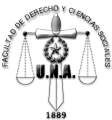 FACULTAD DE DERECHO Y CIENCIAS SOCIALES
U.N.A.
1889